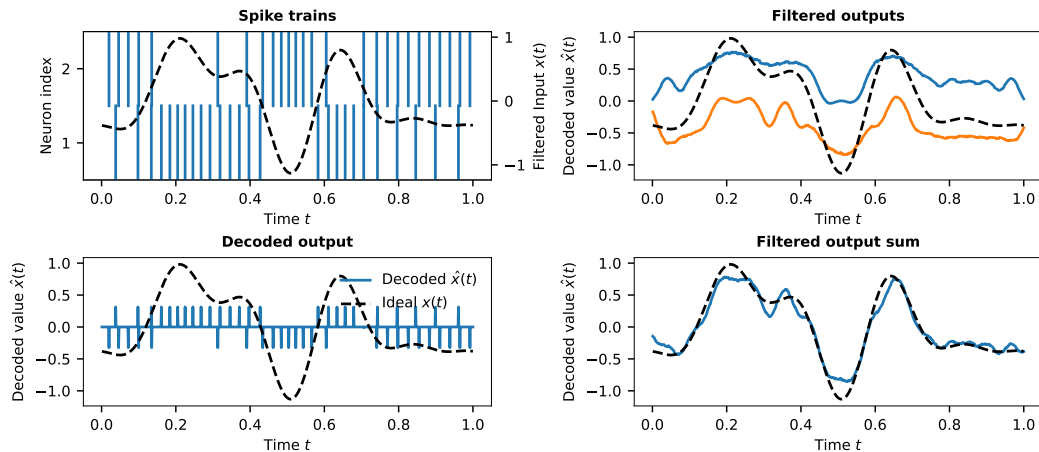 Spike trains
Neuron index
2
1
1
0
−1
Filtered Input x(t)
0.0 0.2 0.4 0.6 0.8 1.0
Time t
Filtered outputs
Decoded value x̂(t)
1.0
0.5
0.0
−0.5
−1.0
0.0 0.2 0.4 0.6 0.8 1.0
Time t
Decoded output
Decoded value x̂(t)
1.0
0.5
0.0
−0.5
−1.0
Decoded x̂(t)
Ideal x(t)
0.0 0.2 0.4 0.6 0.8 1.0
Time t
Filtered output sum
Decoded value x̂(t)
1.0
0.5
0.0
−0.5
−1.0
0.0 0.2 0.4 0.6 0.8 1.0
Time t